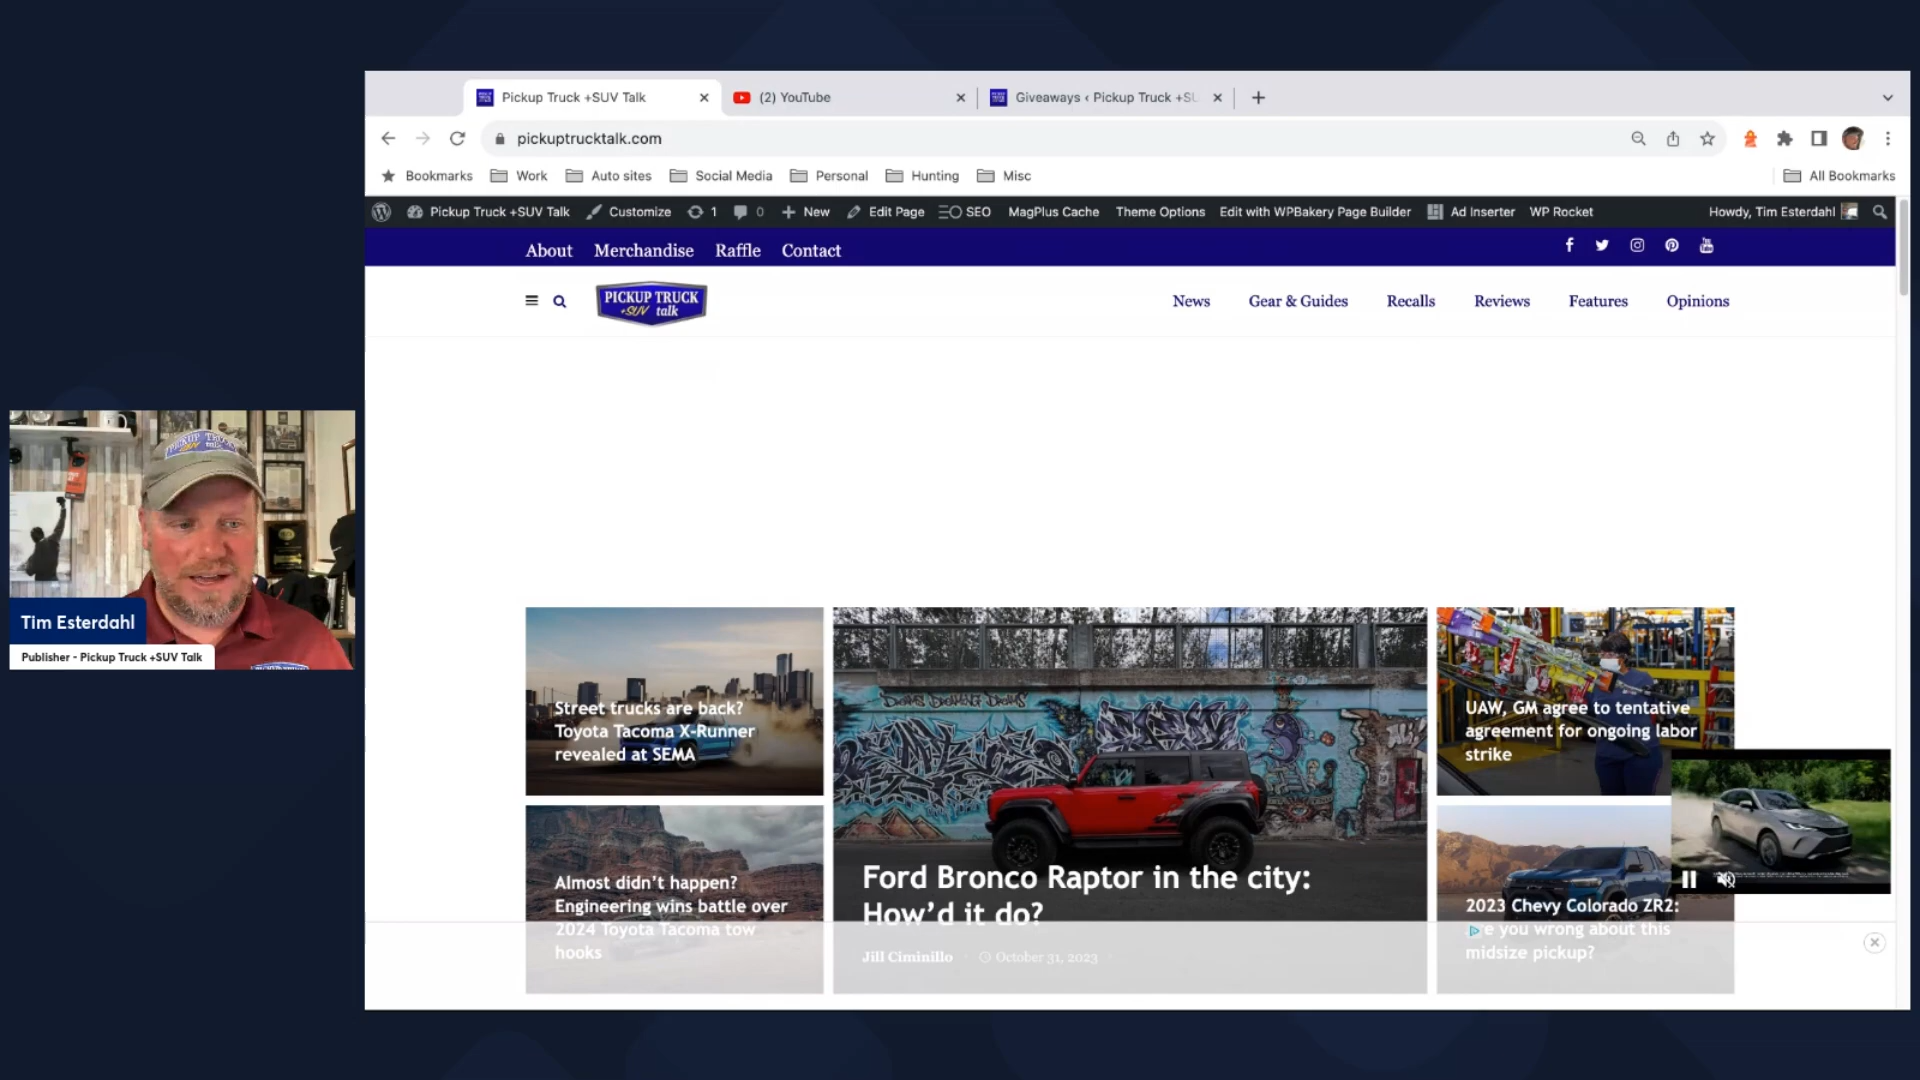 Pickup Truck +SUV Talk
(2) YouTube
Giveaways ‹ Pickup Truck +SU
pickuptrucktalk.com
Bookmarks
Work
Auto sites
Social Media
Personal
Hunting
Misc
All Bookmarks
Pickup Truck +SUV Talk
Customize
1
0
New
Edit Page
SEO
MagPlus Cache
Theme Options
Edit with WPBakery Page Builder
Ad Inserter
WP Rocket
Howdy, Tim Esterdahl
About
Merchandise
Raffle
Contact
PICKUP TRUCK
+SUV talk
News
Gear & Guides
Recalls
Reviews
Features
Opinions
PICKUP TRUCK
Tim Esterdahl
Publisher - Pickup Truck +SUV Talk
Street trucks are back?
Toyota Tacoma X-Runner
revealed at SEMA
Almost didn’t happen?
Engineering wins battle over
2024 Toyota Tacoma tow
hooks
Ford Bronco Raptor in the city:
How’d it do?
Jill Ciminillo
October 31, 2023
UAW, GM agree to tentative
agreement for ongoing labor
strike
2023 Chevy Colorado ZR2:
e you wrong about this
midsize pickup?